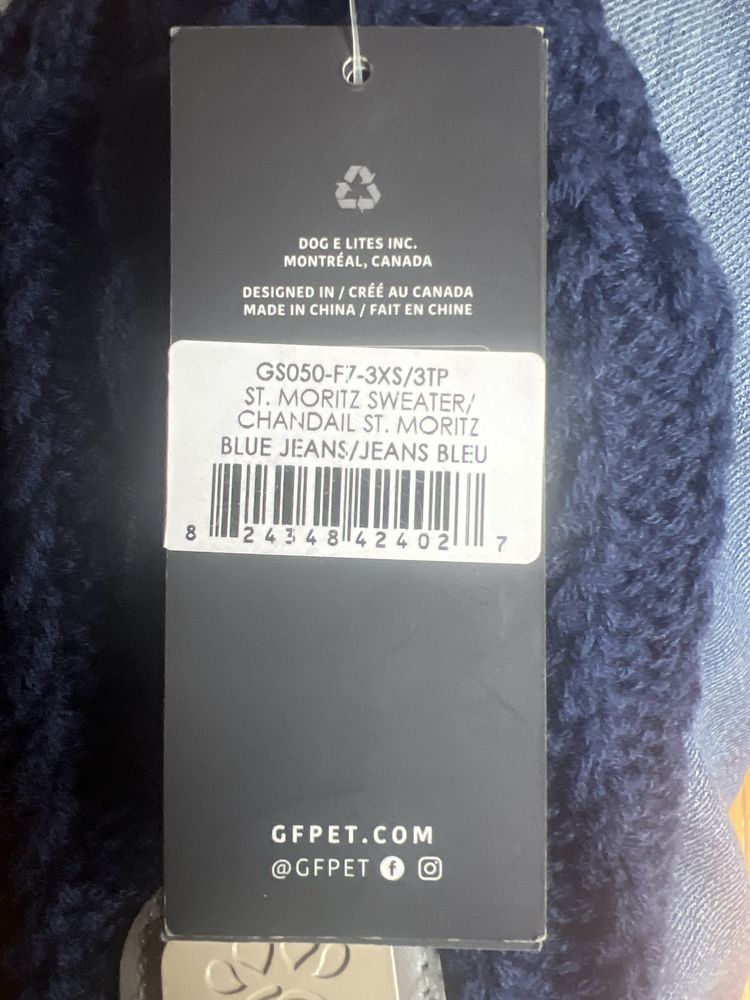 DOG E LITES INC.
MONTRÉAL, CANADA
DESIGNED IN / CRÉÉ AU CANADA
MADE IN CHINA / FAIT EN CHINE
GS050-F7-3XS/3TP
ST. MORITZ SWEATER/
CHANDAIL ST. MORITZ
BLUE JEANS/JEANS BLEU
8 24348 42402 7
GFPET.COM
@GFPET